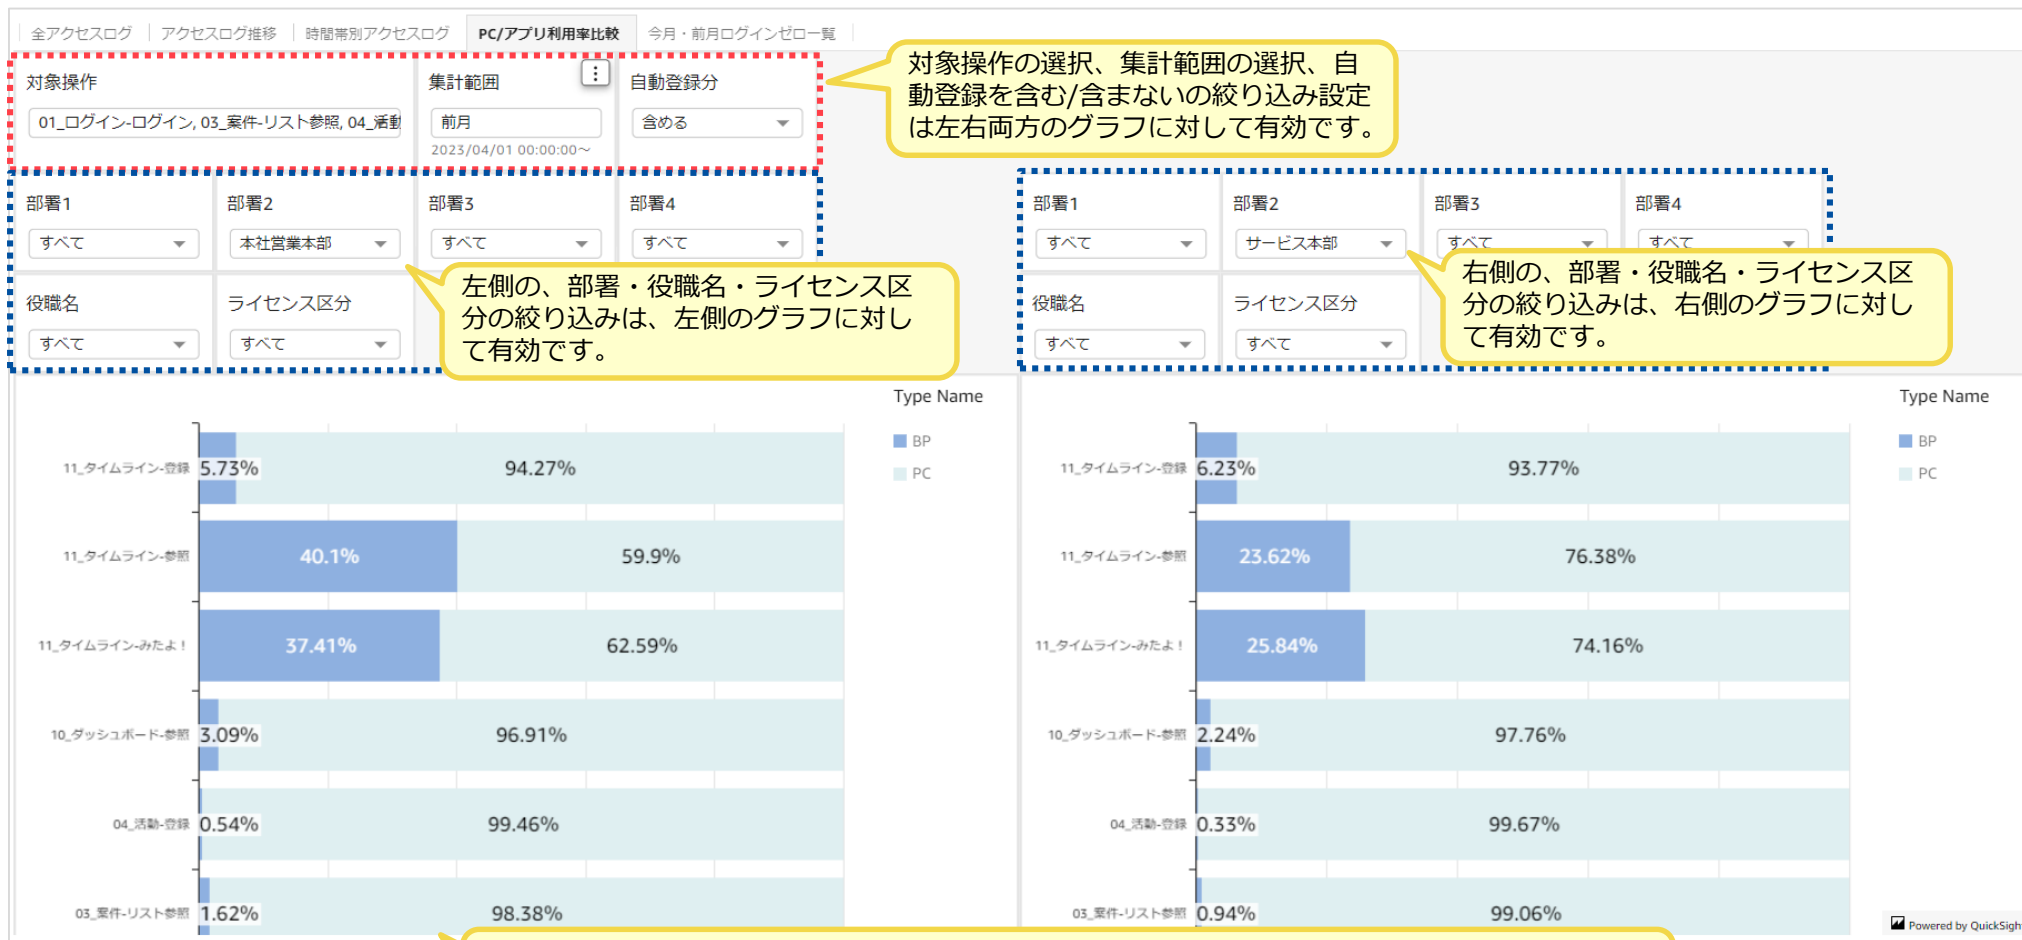 全アクセスログ
アクセスログ推移
時間帯別アクセスログ
PC/アプリ利用率比較
今月・前月ログインゼロ一覧
対象操作
01_ログイン-ログイン, 03_案件-リスト参照, 04_活動
集計範囲
前月
2023/04/01 00:00:00～
自動登録分
含める
対象操作の選択、集計範囲の選択、自
動登録を含む/含まないの絞り込み設定
は左右両方のグラフに対して有効です。
部署1
部署2
部署3
部署4
すべて
本社営業本部
すべて
すべて
役職名
ライセンス区分
すべて
すべて
左側の、部署・役職名・ライセンス区
分の絞り込みは、左側のグラフに対し
て有効です。
部署1
部署2
部署3
部署4
すべて
サービス本部
すべて
すべて
役職名
ライセンス区分
すべて
すべて
右側の、部署・役職名・ライセンス区
分の絞り込みは、右側のグラフに対し
て有効です。
Type Name
BP
PC
11_タイムライン-登録 5.73% 94.27%
11_タイムライン-参照 40.1% 59.9%
11_タイムライン-みたよ！ 37.41% 62.59%
10_ダッシュボード-参照 3.09% 96.91%
04_活動-登録 0.54% 99.46%
03_案件-リスト参照 1.62% 98.38%
Type Name
BP
PC
11_タイムライン-登録 6.23% 93.77%
11_タイムライン-参照 23.62% 76.38%
11_タイムライン-みたよ！ 25.84% 74.16%
10_ダッシュボード-参照 2.24% 97.76%
04_活動-登録 0.33% 99.67%
03_案件-リスト参照 0.94% 99.06%
Powered by QuickSigh